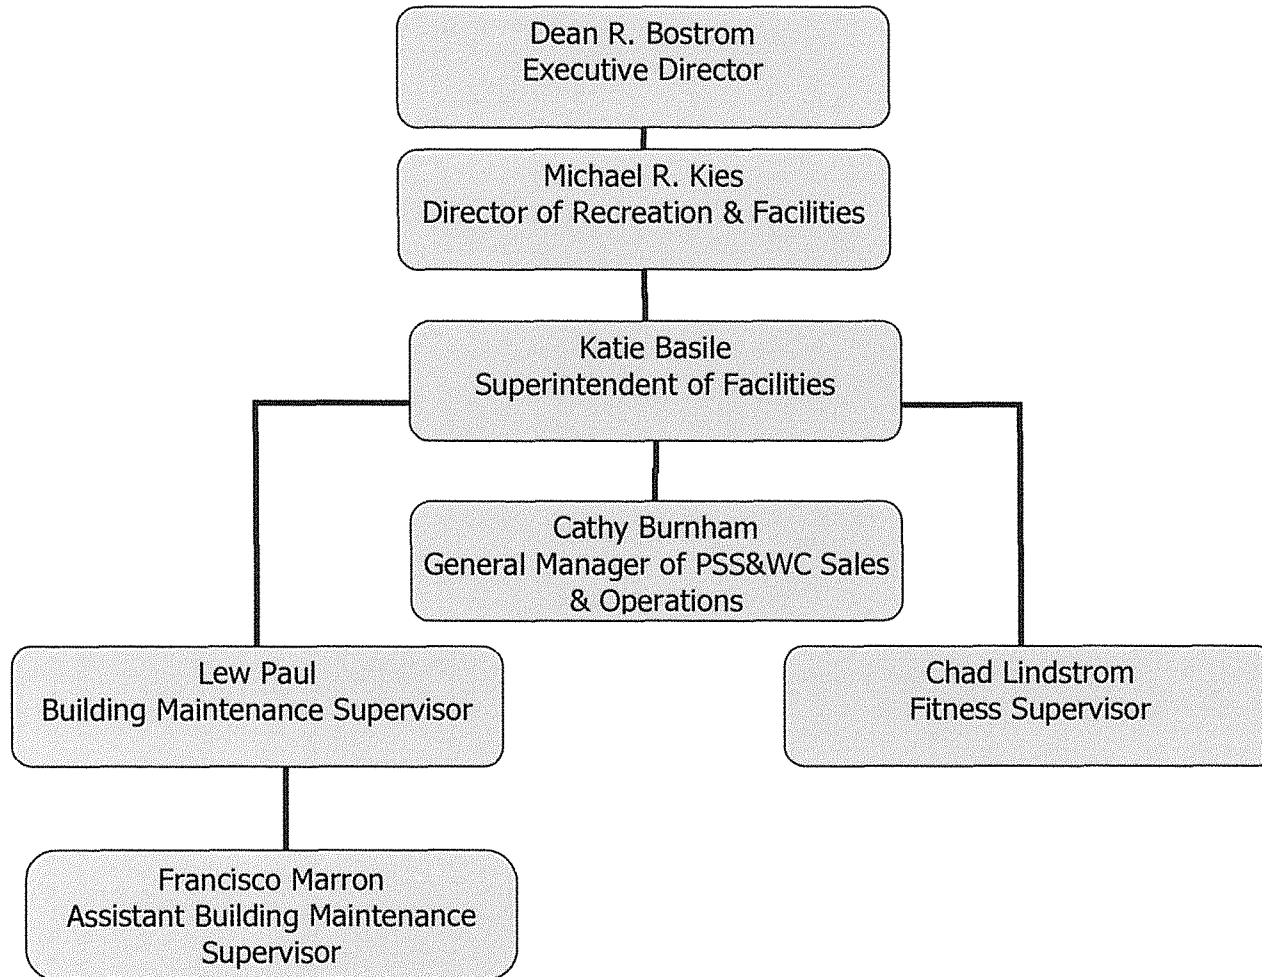 Dean R. Bostrom
Executive Director
Michael R. Kies
Director of Recreation & Facilities
Katie Basile
Superintendent of Facilities
Cathy Burnham
General Manager of PSS&WC Sales
& Operations
Lew Paul
Building Maintenance Supervisor
Chad Lindstrom
Fitness Supervisor
Francisco Marron
Assistant Building Maintenance
Supervisor